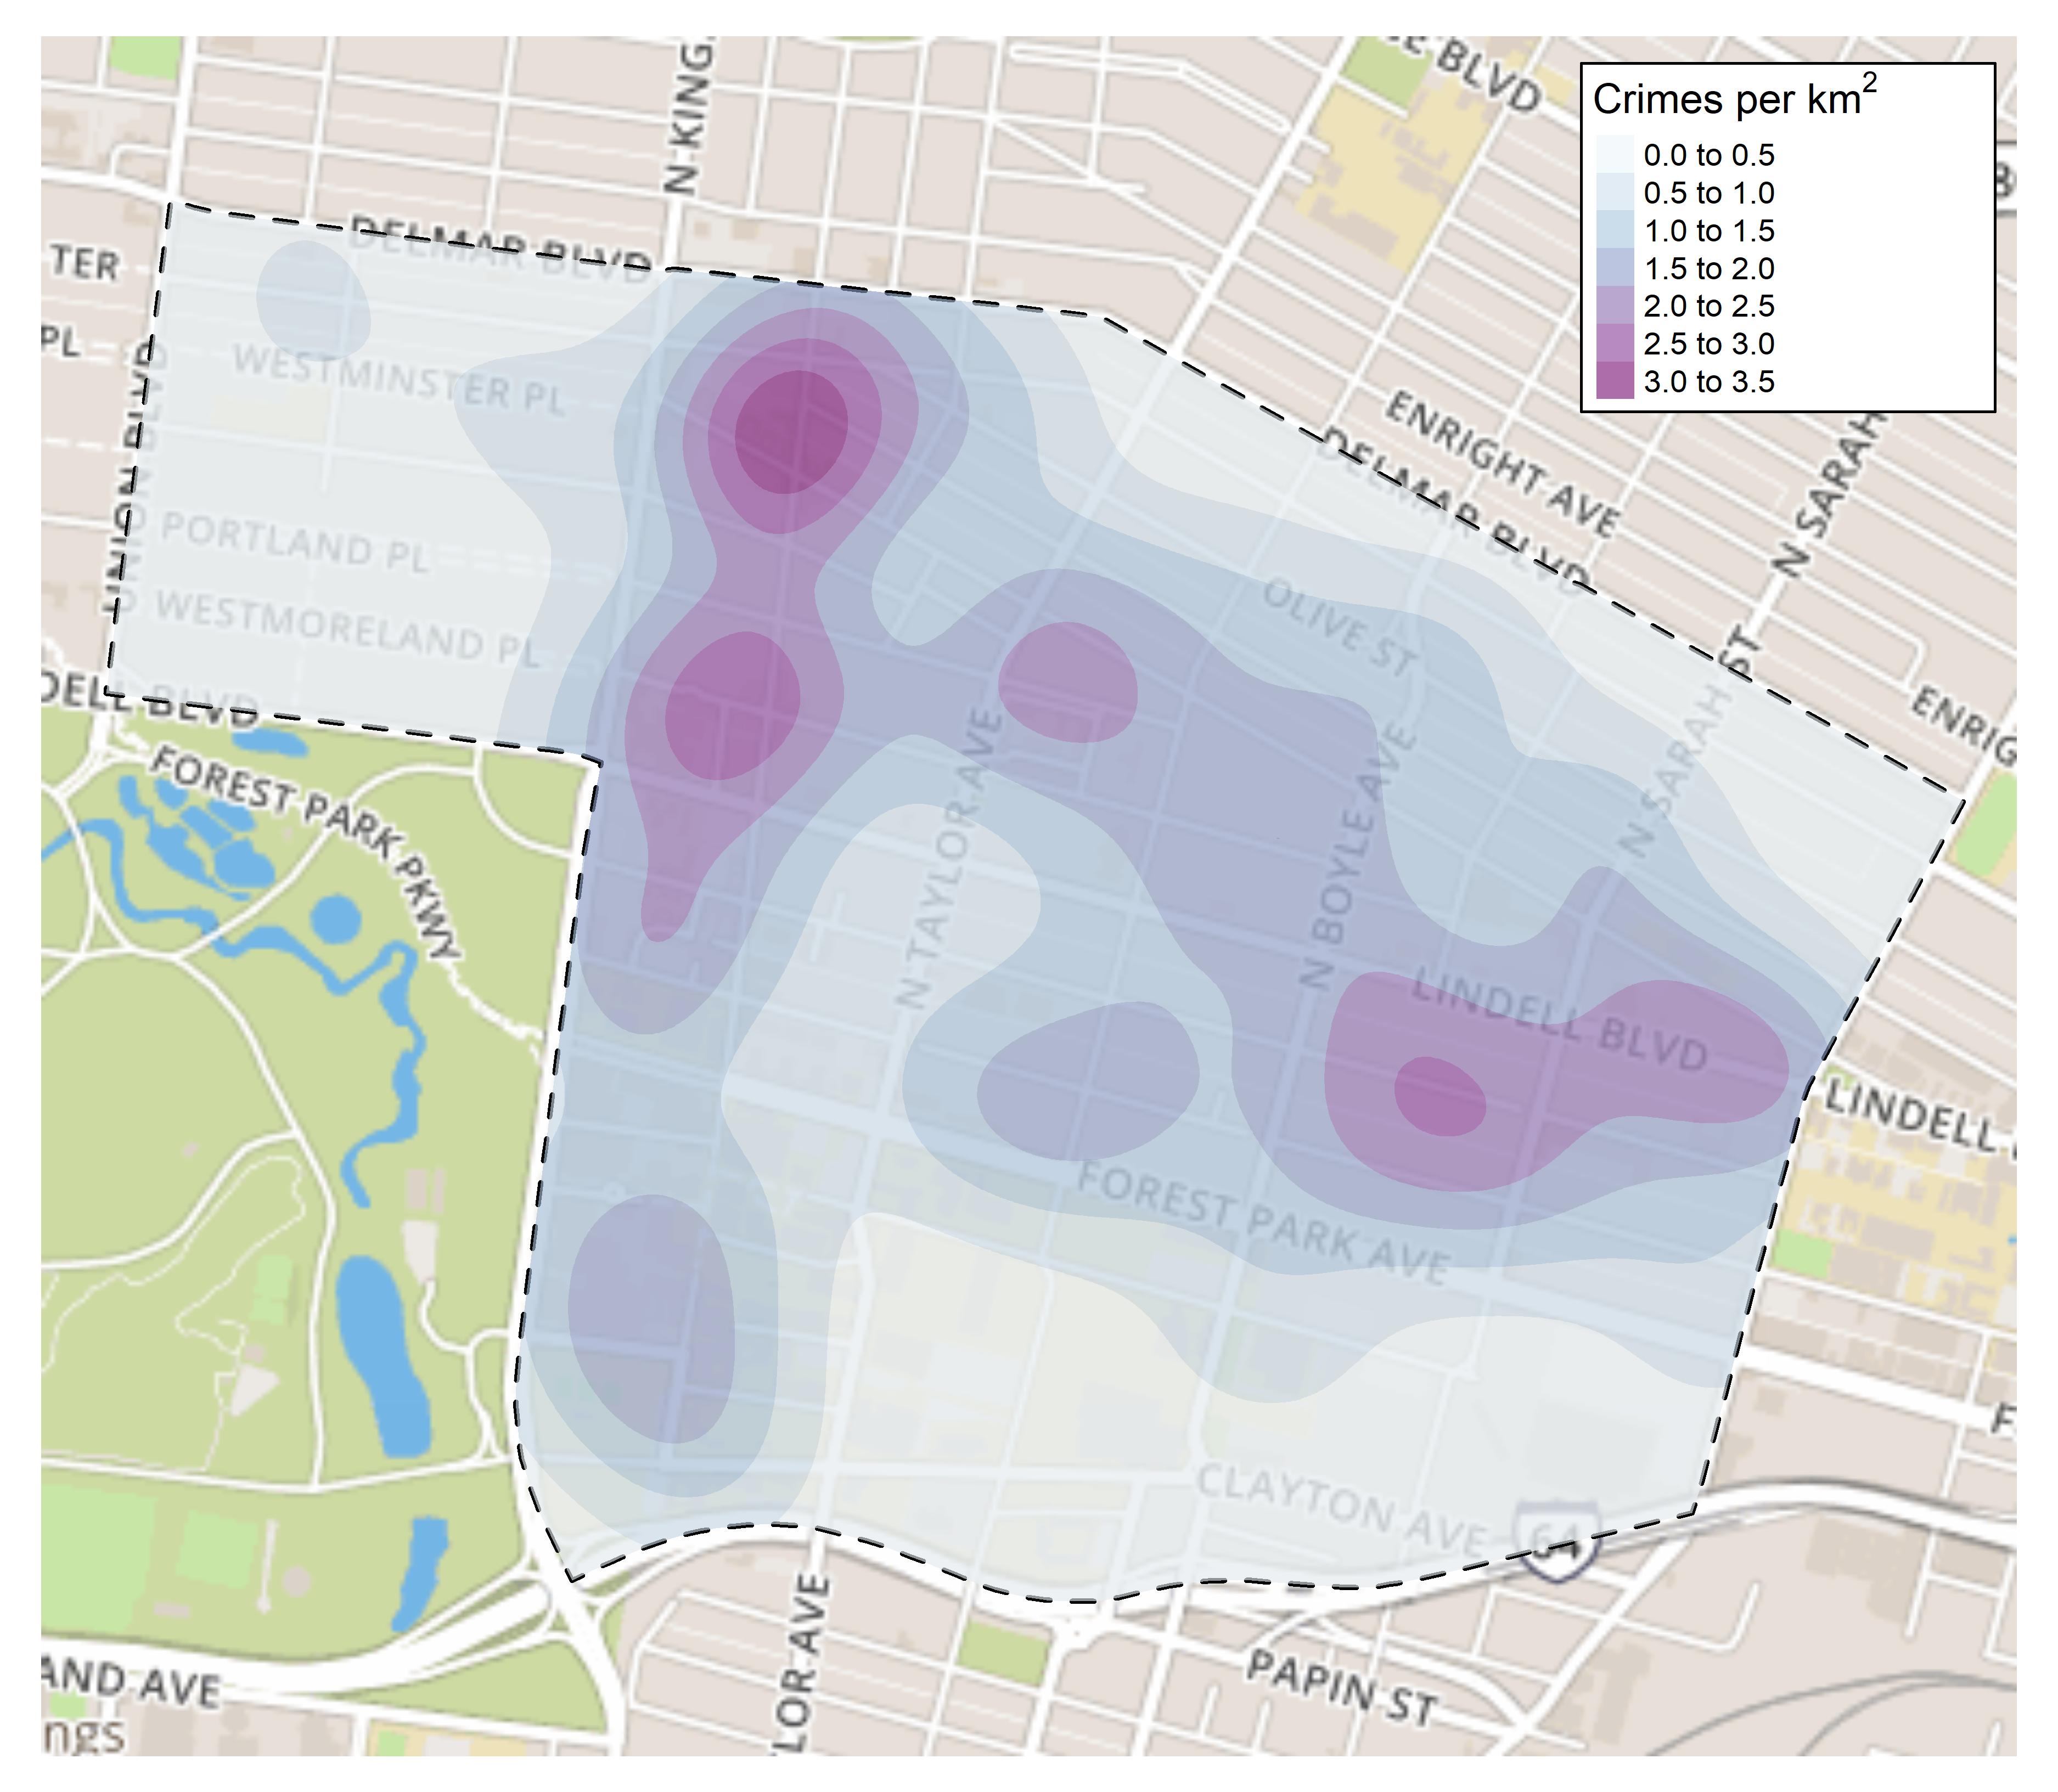 Crimes per km2
0.0 to 0.5
0.5 to 1.0
1.0 to 1.5
1.5 to 2.0
2.0 to 2.5
2.5 to 3.0
3.0 to 3.5
N KING
BLVD
TER
DELMAR BLVD
PL
WESTMINSTER PL
UNION BLVD
ENRIGHT AVE
DELMAR BLVD
N SARAH ST
PORTLAND PL
WESTMORELAND PL
OLIVE ST
DELL BLVD
FOREST PARK PKWY
N TAYLOR AVE
N BOYLE AVE
N SARAH
ENRIG
LINDELL BLVD
LINDELL
FOREST PARK AVE
F
CLAYTON AVE
64
AND AVE
LOR AVE
PAPIN ST
ngs